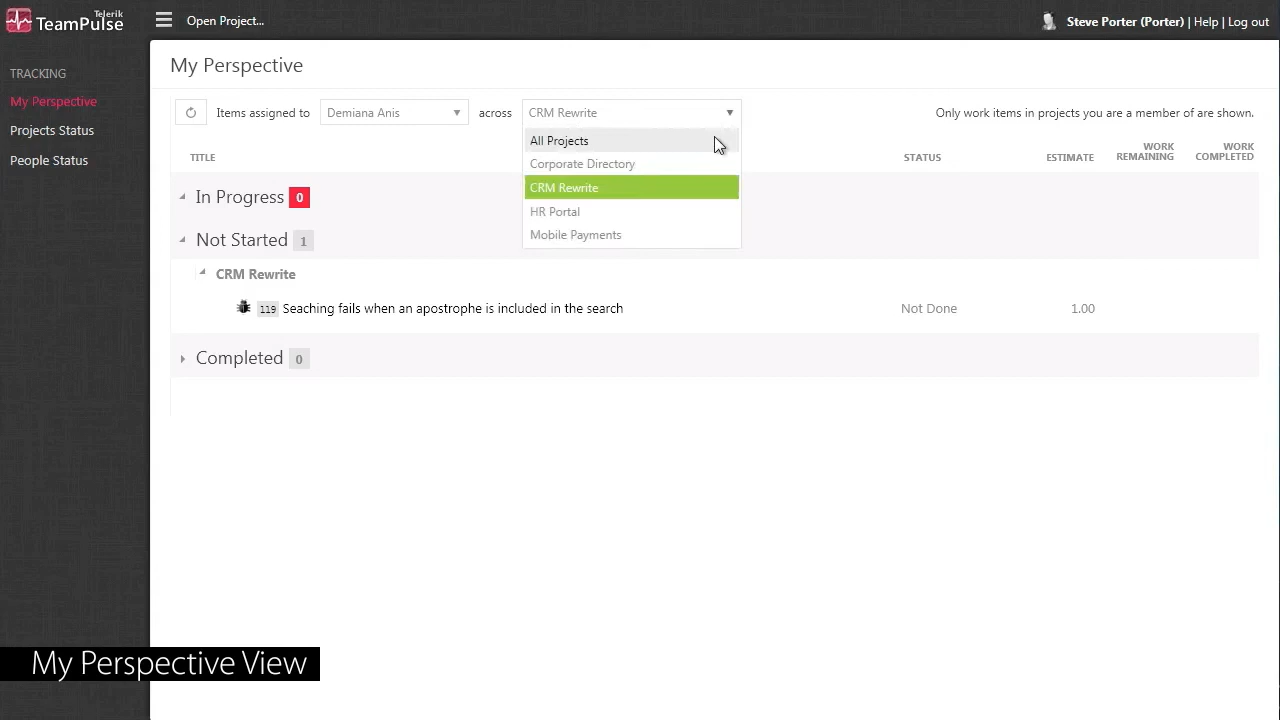 Telerik
TeamPulse
Open Project...
Steve Porter (Porter) | Help | Log out
TRACKING
My Perspective
Projects Status
People Status
My Perspective
Items assigned to Demiana Anis across CRM Rewrite
Only work items in projects you are a member of are shown.
All Projects
Corporate Directory
CRM Rewrite
HR Portal
Mobile Payments
TITLE STATUS ESTIMATE WORK REMAINING WORK COMPLETED
In Progress 0
Not Started 1
CRM Rewrite
119 Seaching fails when an apostrophe is included in the search Not Done 1.00
Completed 0
My Perspective View